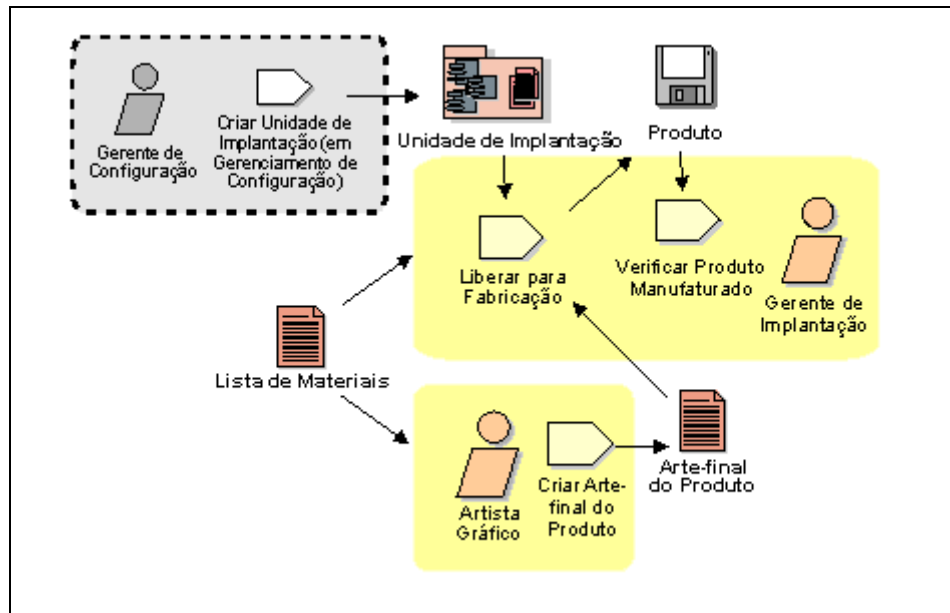 Gerente de
Configuração
Criar Unidade de
Implantação(em
Gerenciamento de
Configuração)
Unidade de Implantação
Produto
Liberar para
Fabricação
Verificar Produto
Manufaturado
Gerente de
Implantação
Lista de Materiais
Artista
Gráfico
Criar Arte-
final do
Produto
Arte-final
do Produto